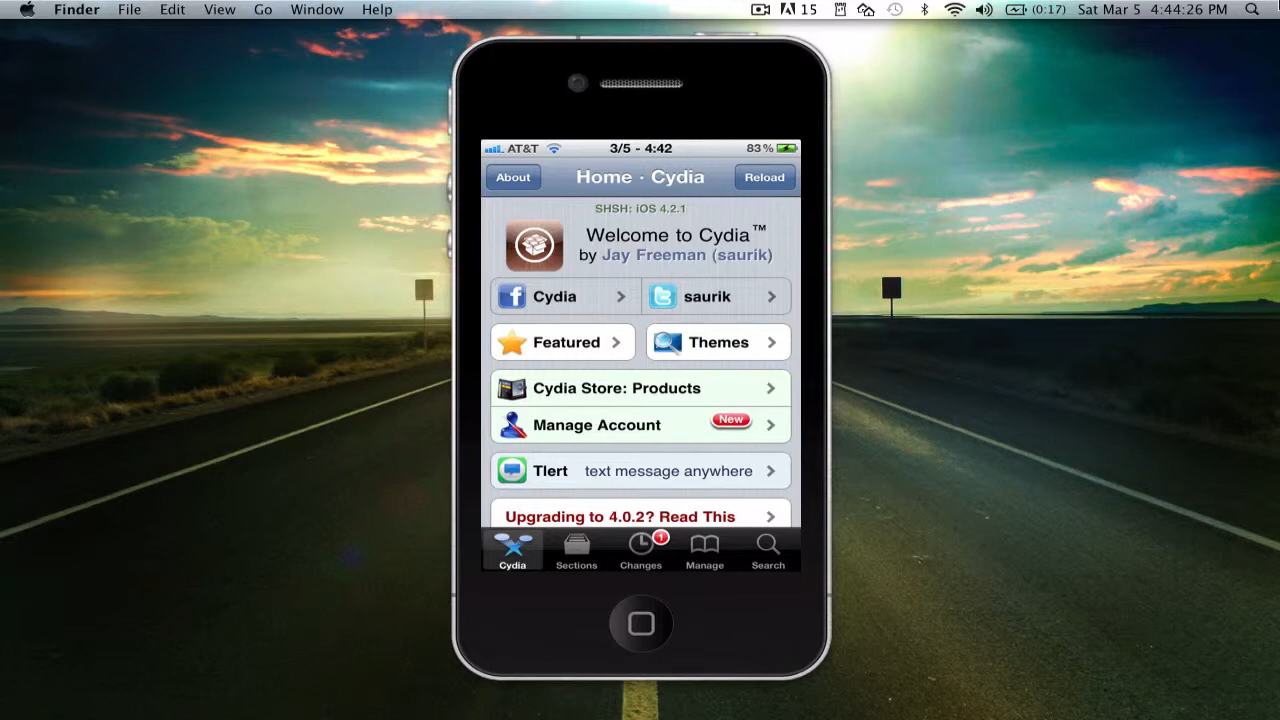 Finder File Edit View Go Window Help 15 (0:17) Sat Mar 5 4:44:26 PM
AT&T 3/5 - 4:42 83%
About Home · Cydia Reload
SHSH: iOS 4.2.1
Welcome to Cydia™
by Jay Freeman (saurik)
f Cydia t saurik
Featured Themes
Cydia Store: Products
Manage Account New
Tlert text message anywhere
Upgrading to 4.0.2? Read This
1
Cydia Sections Changes Manage Search